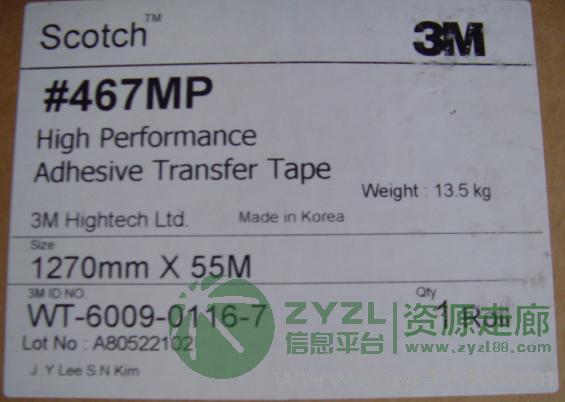 Scotch™ 3M
#467MP
High Performance
Adhesive Transfer Tape
Weight : 13.5 kg
3M Hightech Ltd. Made in Korea
Size
1270mm X 55M
3M ID NO. Qty
WT-6009-0116-7 1 Roll
Lot No : A80522102
J .Y Lee S.N Kim
ZYZL 资源走廊
信息平台 www.zyzl88.com